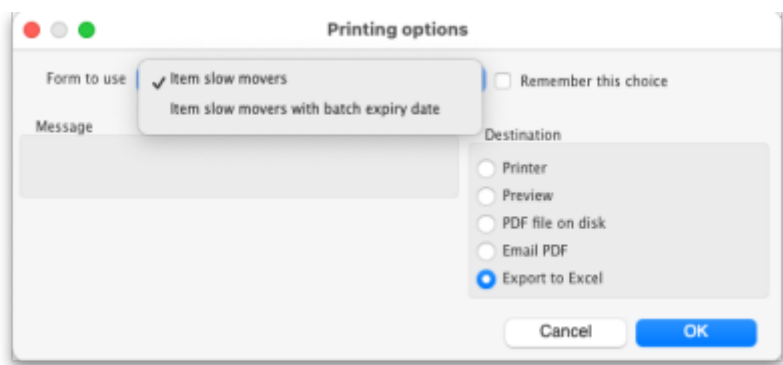 Printing options
Form to use
✓ Item slow movers
Item slow movers with batch expiry date
Remember this choice
Message
Destination
Printer
Preview
PDF file on disk
Email PDF
Export to Excel
Cancel
OK